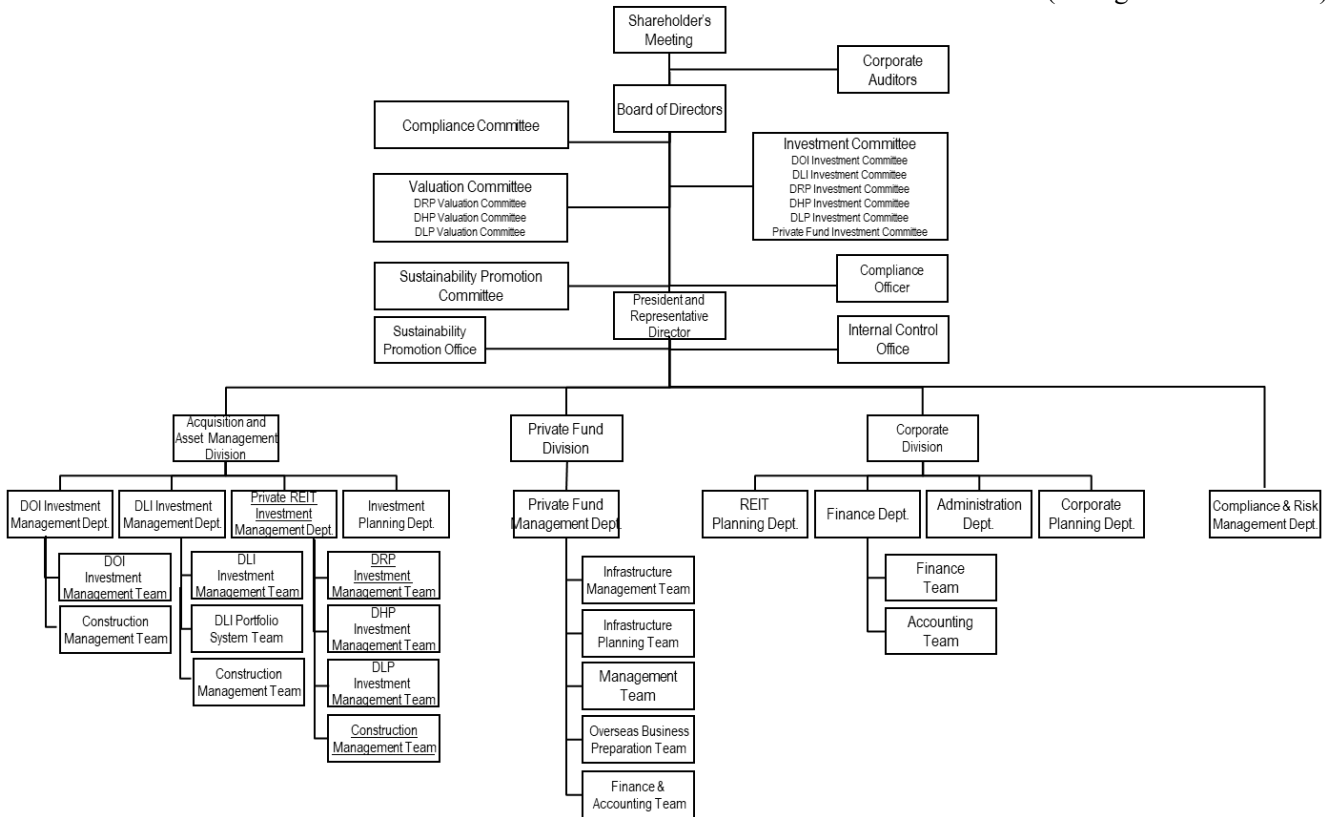 Shareholder's
Meeting
Corporate
Auditors
Board of Directors
Compliance Committee
Investment Committee
DOI Investment Committee
DLI Investment Committee
DRP Investment Committee
DHP Investment Committee
DLP Investment Committee
Private Fund Investment Committee
Valuation Committee
DRP Valuation Committee
DHP Valuation Committee
DLP Valuation Committee
Sustainability Promotion
Committee
Compliance
Officer
President and
Representative
Director
Sustainability
Promotion Office
Internal Control
Office
Acquisition and
Asset Management
Division
Private Fund
Division
Corporate
Division
DOI Investment
Management Dept.
DLI Investment
Management Dept.
Private REIT
Investment
Management Dept.
Investment
Planning Dept.
Private Fund
Management Dept.
REIT
Planning Dept.
Finance Dept.
Administration
Dept.
Corporate
Planning Dept.
Compliance & Risk
Management Dept.
DOI
Investment
Management Team
Construction
Management Team
DLI
Investment
Management Team
DLI Portfolio
System Team
Construction
Management Team
DRP
Investment
Management Team
DHP
Investment
Management Team
DLP
Investment
Management Team
Construction
Management Team
Infrastructure
Management Team
Infrastructure
Planning Team
Management
Team
Overseas Business
Preparation Team
Finance &
Accounting Team
Finance
Team
Accounting
Team